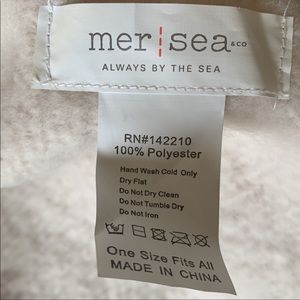 mer sea & co
ALWAYS BY THE SEA
RN#142210
100% Polyester
Hand Wash Cold Only
Dry Flat
Do Not Dry Clean
Do Not Tumble Dry
Do Not Iron
One Size Fits All
MADE IN CHINA